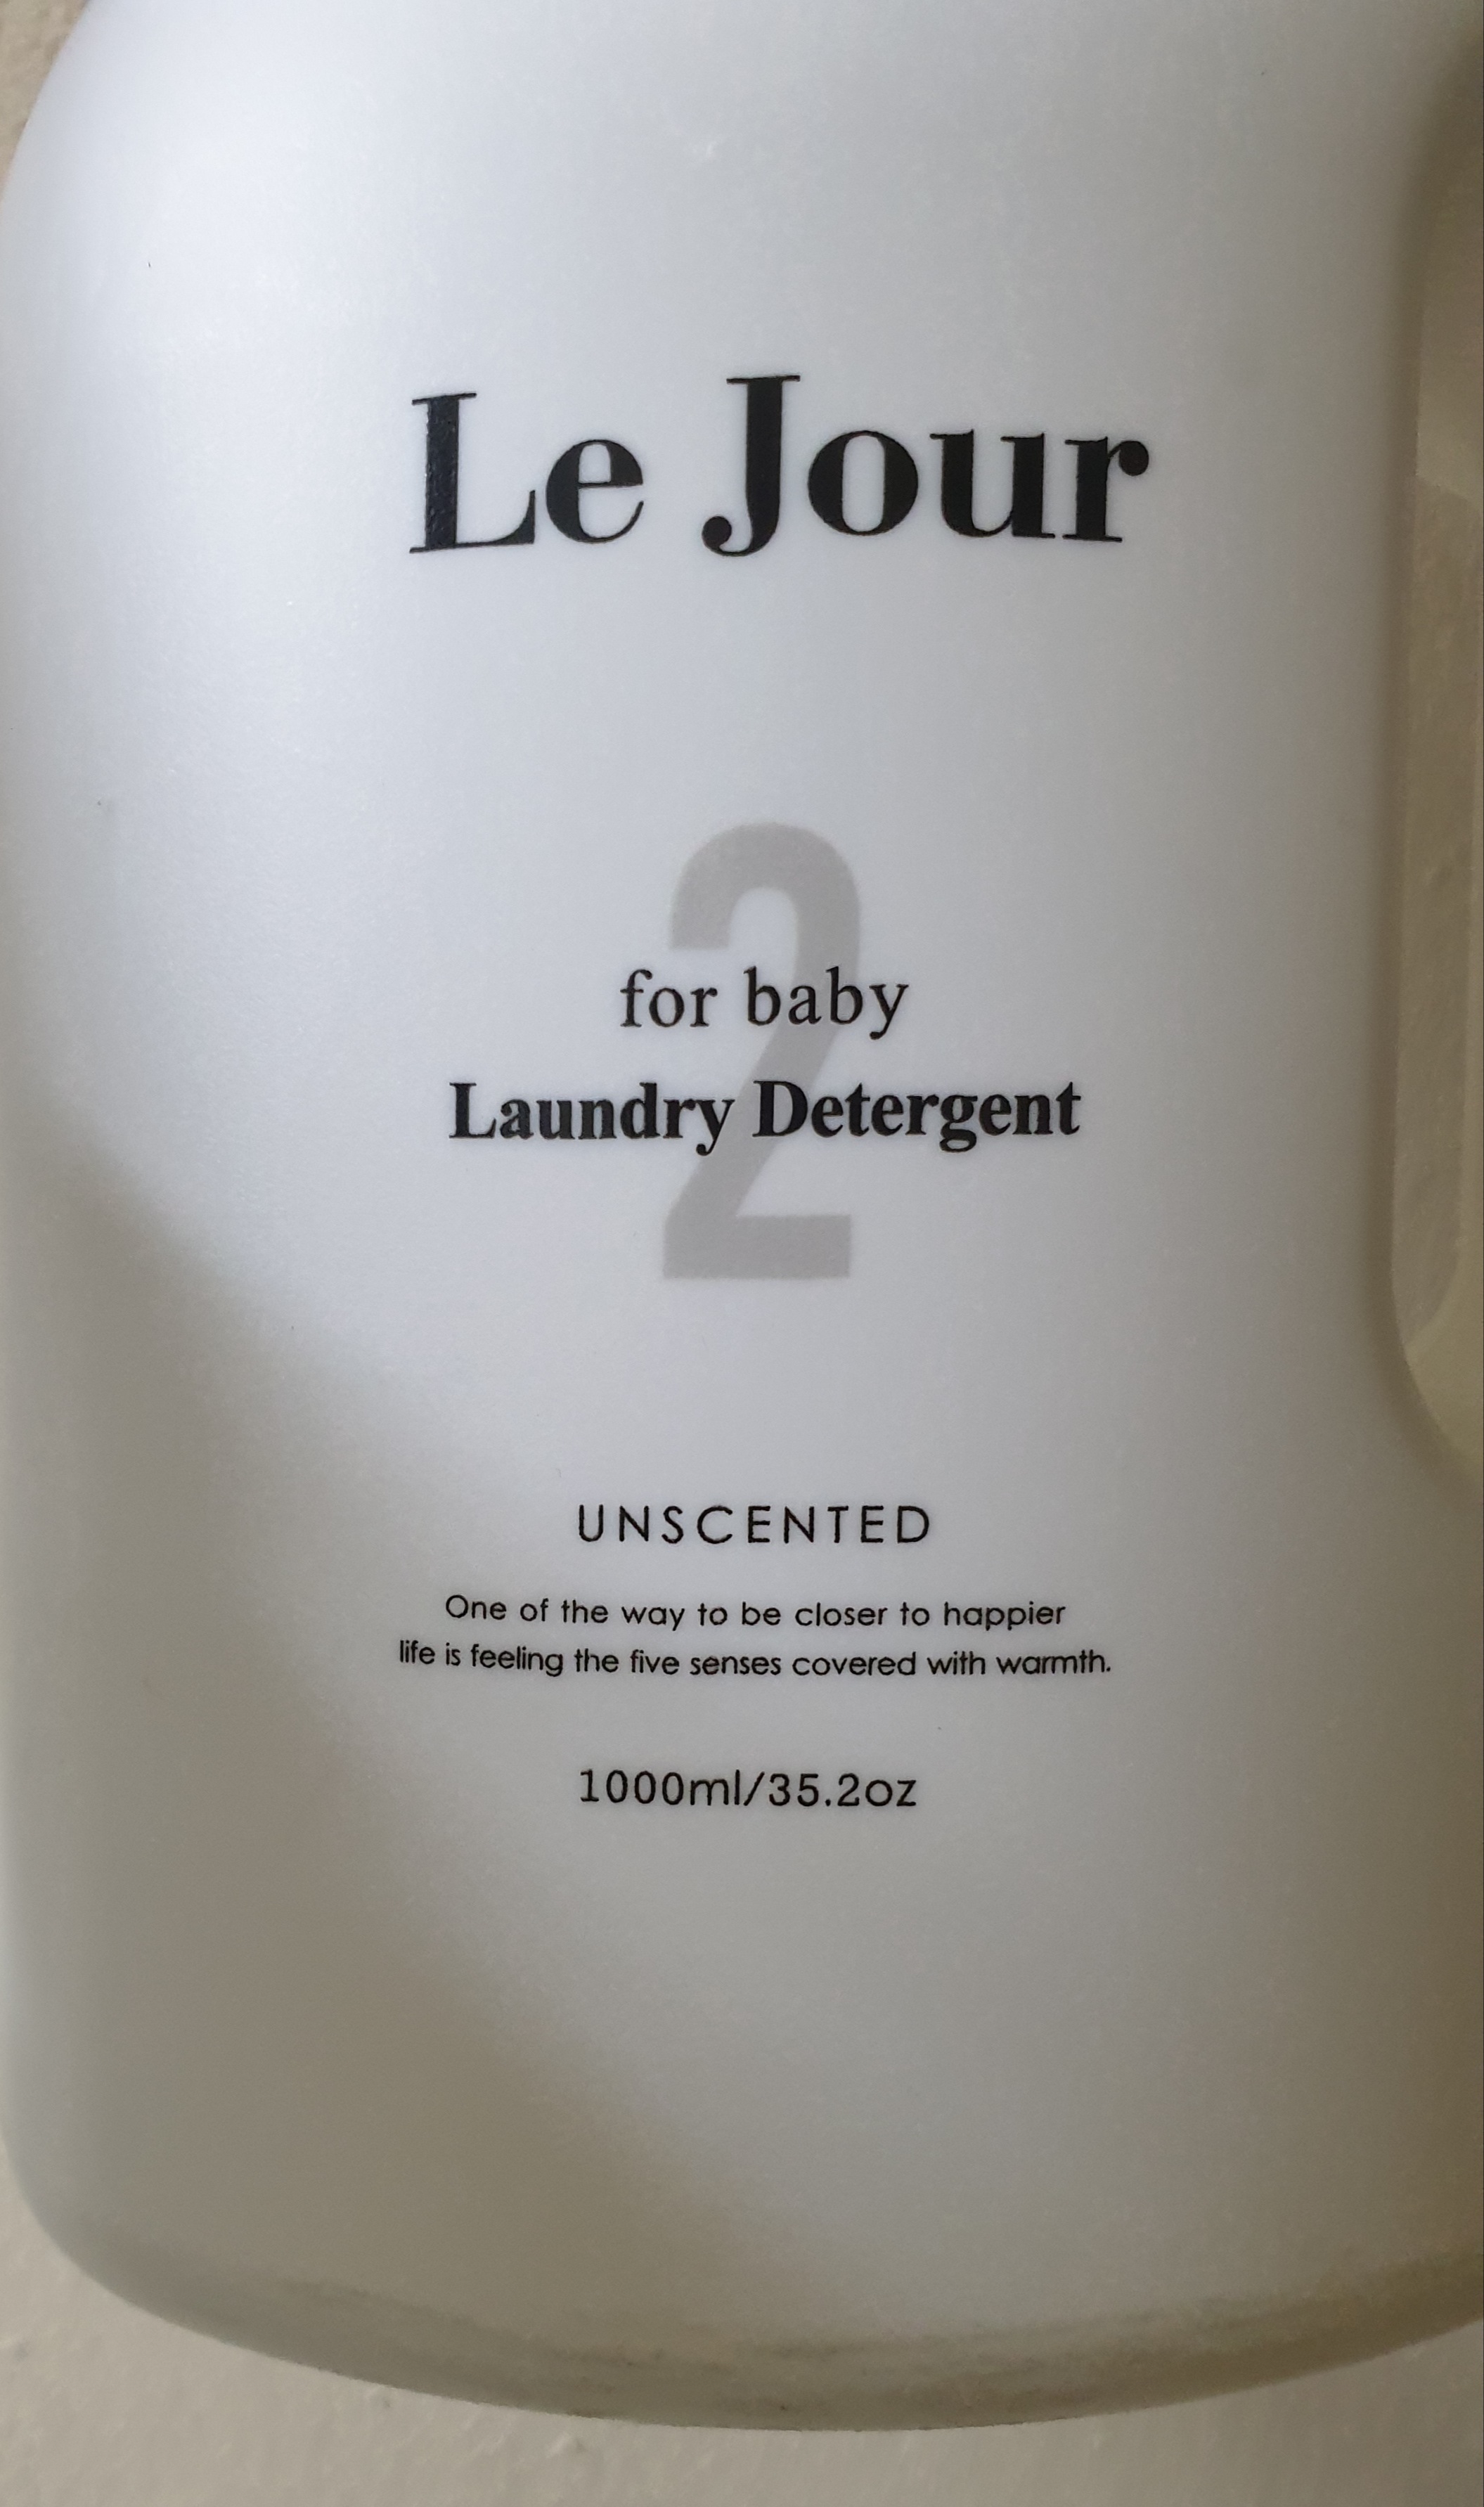 Le Jour
2
for baby
Laundry Detergent
UNSCENTED
One of the way to be closer to happier
life is feeling the five senses covered with warmth.
1000ml/35.2oz